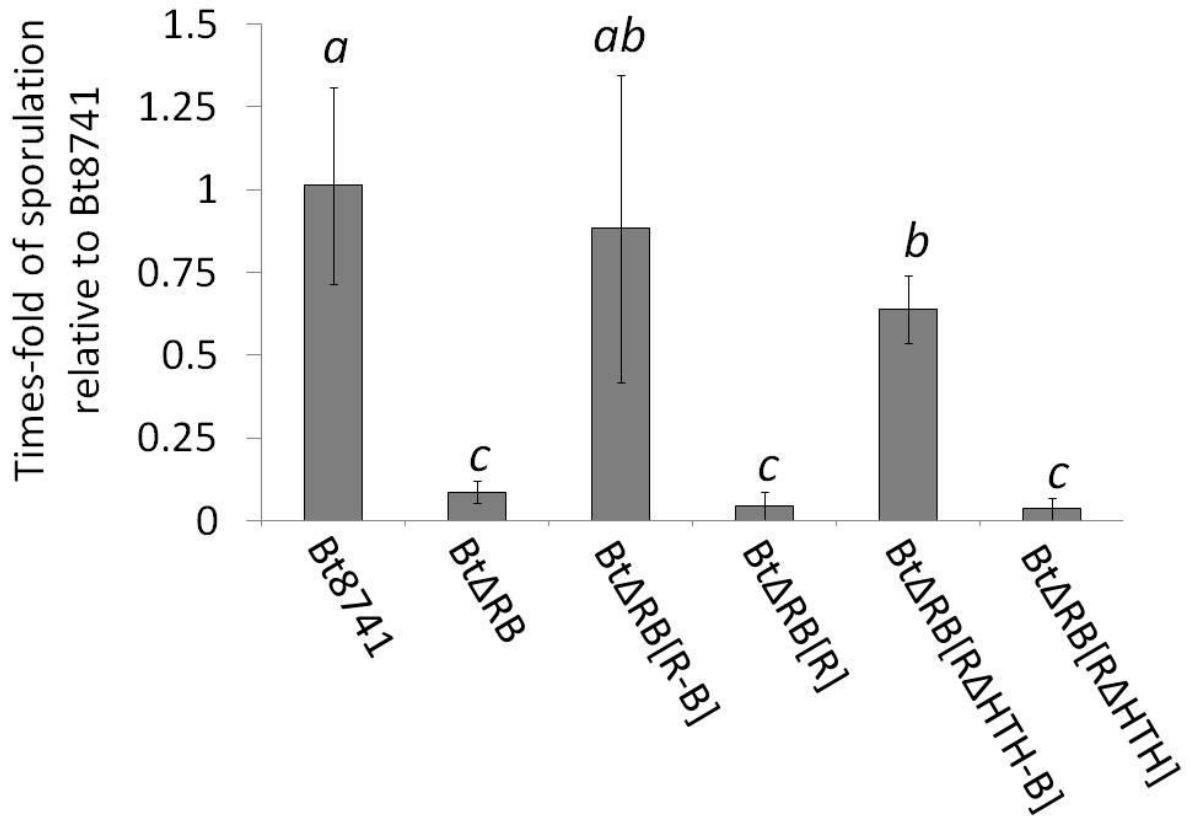 Times-fold of sporulation
relative to Bt8741
1.5
1.25
1
0.75
0.5
0.25
0
a
c
ab
c
b
c
Bt8741
BtΔRB
BtΔRB[R-B]
BtΔRB[R]
BtΔRB[RΔHTH-B]
BtΔRB[RΔHTH]